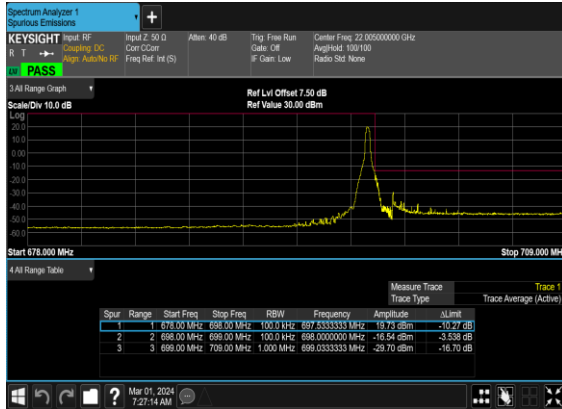 Spectrum Analyzer 1
Spurious Emissions
KEYSIGHT Input: RF Input Z: 50 Ω Atten: 40 dB Trig: Free Run Center Freq: 22.005000000 GHz
R T Coupling: DC Corr CCorr Gate: Off Avg|Hold: 100/100
Align: Auto/No RF Freq Ref: Int (S) IF Gain: Low Radio Std: None
LW PASS
3 All Range Graph
Ref Lvl Offset 7.50 dB
Scale/Div 10.0 dB Ref Value 30.00 dBm
Log
20.0
10.0
0.00
-10.0
-20.0
-30.0
-40.0
-50.0
-60.0
Start 678.000 MHz Stop 709.000 MH
4 All Range Table
Measure Trace Trace 1
Trace Type Trace Average (Active)
Spur Range Start Freq Stop Freq RBW Frequency Amplitude ΔLimit
1 1 678.00 MHz 698.00 MHz 100.0 kHz 697.5333333 MHz 19.73 dBm -10.27 dB
2 2 698.00 MHz 699.00 MHz 100.0 kHz 698.0000000 MHz -16.54 dBm -3.538 dB
3 3 699.00 MHz 709.00 MHz 1.000 MHz 699.0333333 MHz -29.70 dBm -16.70 dB
Mar 01, 2024
7:27:14 AM